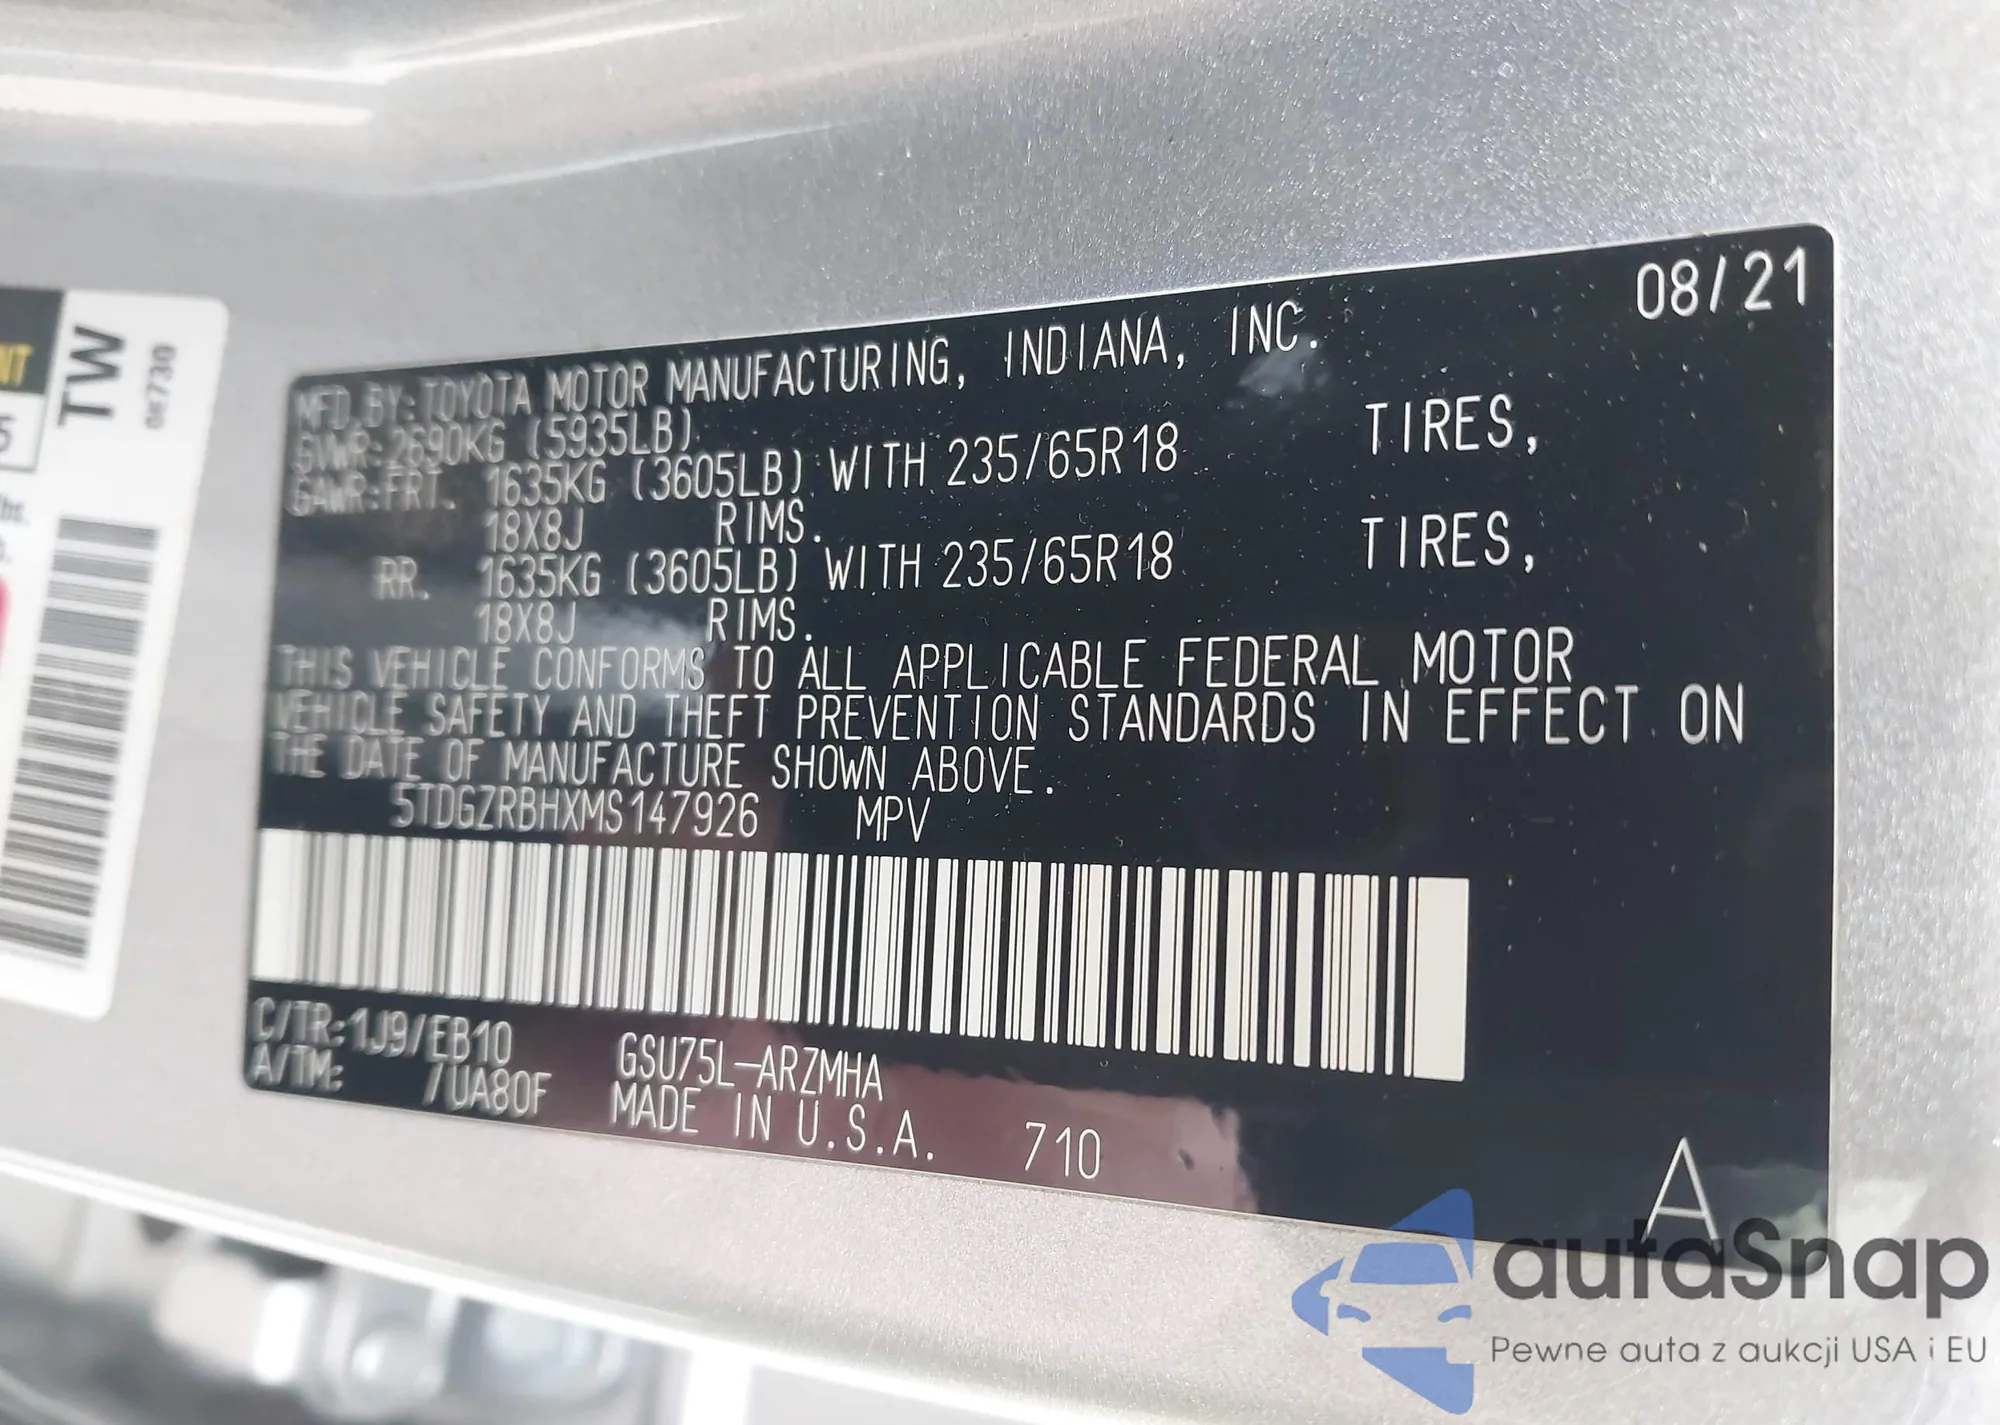 08/21
MFD.BY:TOYOTA MOTOR MANUFACTURING, INDIANA, INC.
GVWR:2690KG (5935LB)
GAWR:FRT. 1635KG (3605LB) WITH 235/65R18 TIRES,
18X8J RIMS.
RR. 1635KG (3605LB) WITH 235/65R18 TIRES,
18X8J RIMS.
THIS VEHICLE CONFORMS TO ALL APPLICABLE FEDERAL MOTOR
VEHICLE SAFETY AND THEFT PREVENTION STANDARDS IN EFFECT ON
THE DATE OF MANUFACTURE SHOWN ABOVE.
5TDGZRBHXMS147926 MPV
C/TR:1J9/EB10 GSU75L-ARZMHA
A/TM: /UA80F MADE IN U.S.A. 710
A
TW
autaSnap
Pewne auta z aukcji USA i EU